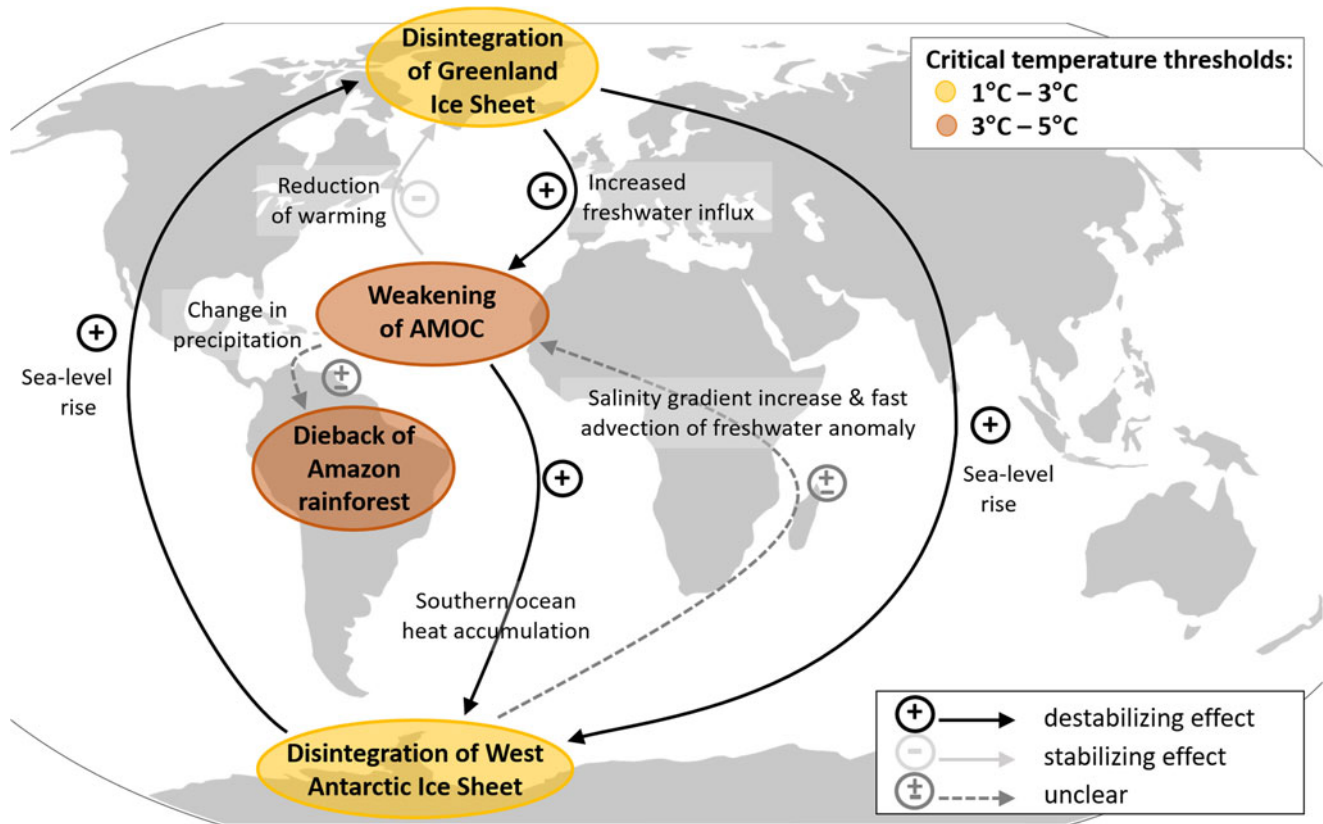 Disintegration
of Greenland
Ice Sheet
Critical temperature thresholds:
1°C – 3°C
3°C – 5°C
Reduction
of warming
-
+
Increased
freshwater influx
Weakening
of AMOC
Change in
precipitation
±
+
Sea-level
rise
Salinity gradient increase & fast
advection of freshwater anomaly
+
Sea-level
rise
Dieback of
Amazon
rainforest
+
±
Southern ocean
heat accumulation
Disintegration of West
Antarctic Ice Sheet
+ destabilizing effect
- stabilizing effect
± unclear